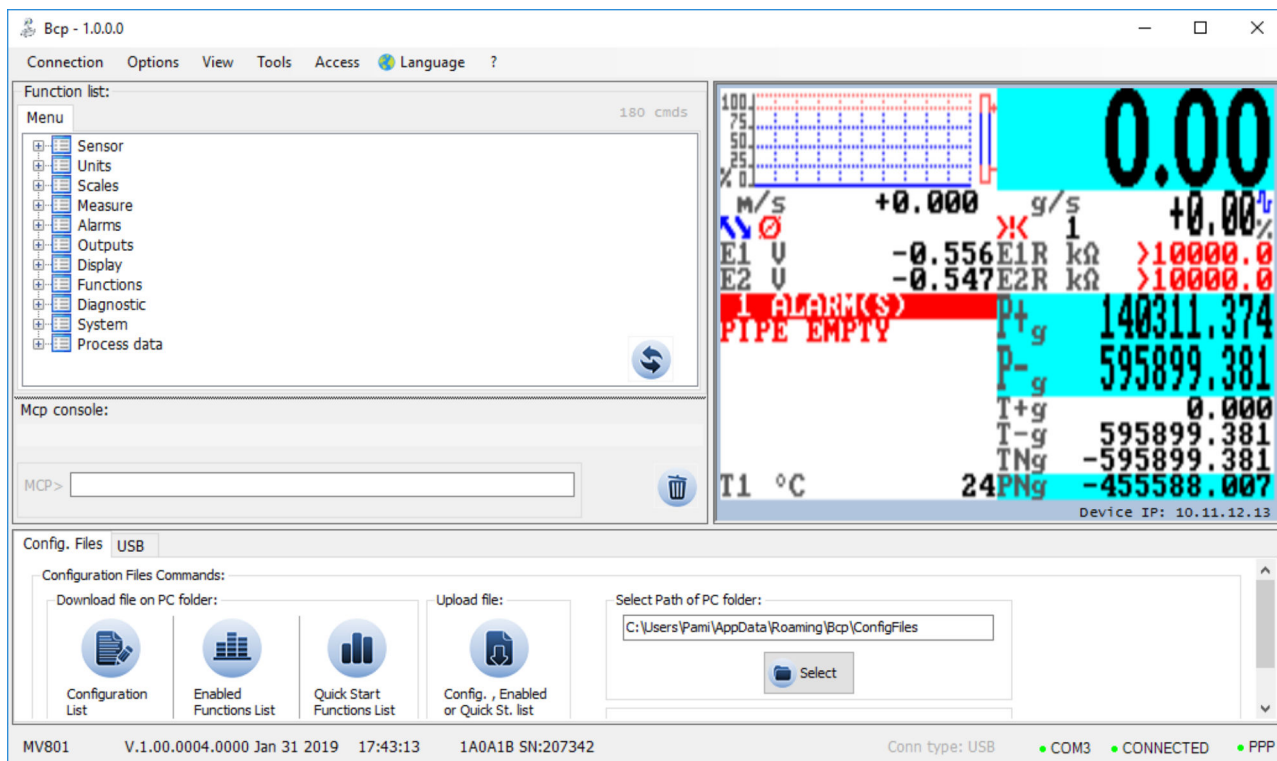 Bcp - 1.0.0.0
Connection Options View Tools Access Language ?
Function list:
Menu 180 cmds
Sensor
Units
Scales
Measure
Alarms
Outputs
Display
Functions
Diagnostic
System
Process data
Mcp console:
MCP>
100
75
50
25
% 0
0.00
m/s +0.000 g/s +0.00%
1
E1 V -0.556 E1R kΩ >10000.0
E2 V -0.547 E2R kΩ >10000.0
1 ALARM(S)
PIPE EMPTY
P+g 140311.374
P-g 595899.381
T+g 0.000
T-g 595899.381
TNg -595899.381
T1 °C 24 PNg -455588.007
Device IP: 10.11.12.13
Config. Files USB
Configuration Files Commands:
Download file on PC folder: Upload file: Select Path of PC folder:
C:\Users\Pami\AppData\Roaming\Bcp\ConfigFiles
Select
Configuration List
Enabled Functions List
Quick Start Functions List
Config. , Enabled or Quick St. list
MV801 V.1.00.0004.0000 Jan 31 2019 17:43:13 1A0A1B SN:207342 Conn type: USB COM3 CONNECTED PPP